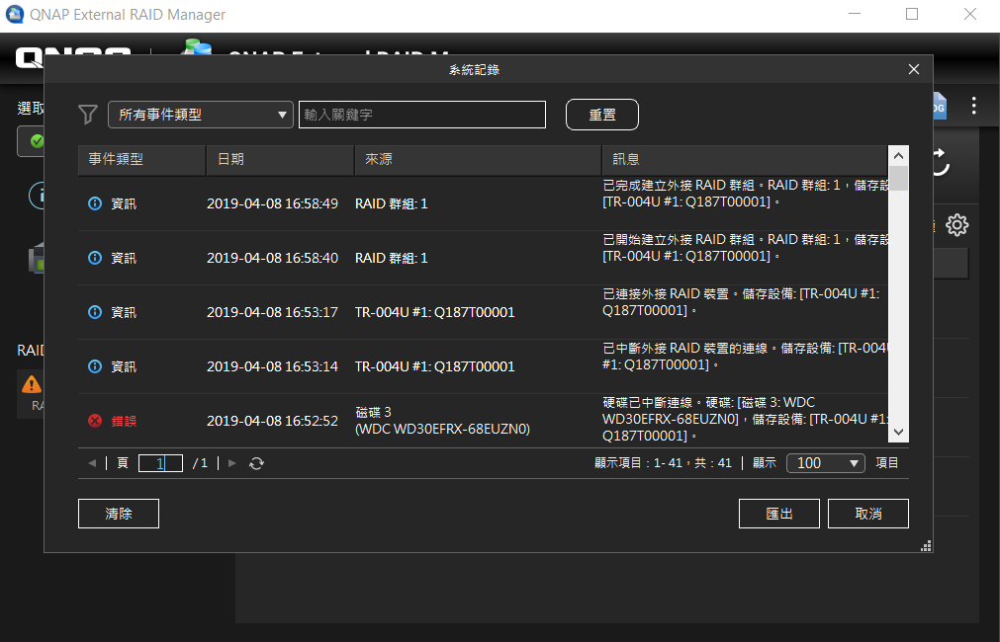 QNAP External RAID Manager
系統記錄
選取
所有事件類型
輸入關鍵字
重置
事件類型 日期 來源 訊息
資訊 2019-04-08 16:58:49 RAID 群組: 1
已完成建立外接 RAID 群組。RAID 群組: 1，儲存設
[TR-004U #1: Q187T00001]。
資訊 2019-04-08 16:58:40 RAID 群組: 1
已開始建立外接 RAID 群組。RAID 群組: 1，儲存設
[TR-004U #1: Q187T00001]。
資訊 2019-04-08 16:53:17 TR-004U #1: Q187T00001
已連接外接 RAID 裝置。儲存設備: [TR-004U #1:
Q187T00001]。
資訊 2019-04-08 16:53:14 TR-004U #1: Q187T00001
已中斷外接 RAID 裝置的連線。儲存設備: [TR-004U
#1: Q187T00001]。
RAID
錯誤 2019-04-08 16:52:52
磁碟 3
(WDC WD30EFRX-68EUZN0)
硬碟已中斷連線。硬碟: [磁碟 3: WDC
WD30EFRX-68EUZN0]，儲存設備: [TR-004U #1:
Q187T00001]。
RA
頁 1 / 1
顯示項目 : 1- 41，共 : 41 | 顯示 100 項目
清除
匯出
取消